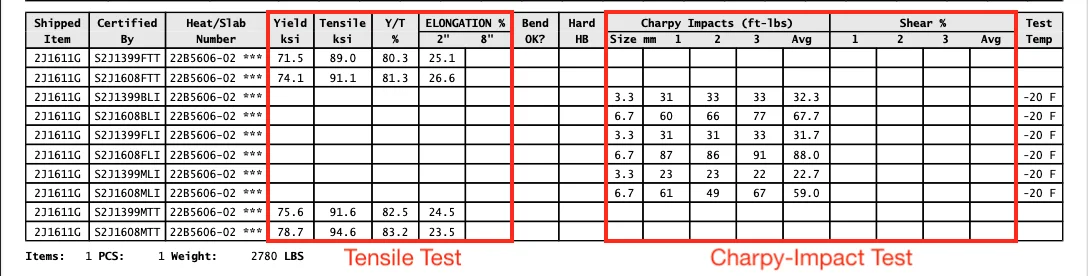 Shipped Certified Heat/Slab Yield Tensile Y/T ELONGATION % Bend Hard Charpy Impacts (ft-lbs) Shear % Test
Item By Number ksi ksi % 2" 8" OK? HB Size mm 1 2 3 Avg 1 2 3 Avg Temp
2J1611G S2J1399FTT 22B5606-02 *** 71.5 89.0 80.3 25.1
2J1611G S2J1608FTT 22B5606-02 *** 74.1 91.1 81.3 26.6
2J1611G S2J1399BLI 22B5606-02 *** 3.3 31 33 33 32.3 -20 F
2J1611G S2J1608BLI 22B5606-02 *** 6.7 60 66 77 67.7 -20 F
2J1611G S2J1399FLI 22B5606-02 *** 3.3 31 31 33 31.7 -20 F
2J1611G S2J1608FLI 22B5606-02 *** 6.7 87 86 91 88.0 -20 F
2J1611G S2J1399MLI 22B5606-02 *** 3.3 23 23 22 22.7 -20 F
2J1611G S2J1608MLI 22B5606-02 *** 6.7 61 49 67 59.0 -20 F
2J1611G S2J1399MTT 22B5606-02 *** 75.6 91.6 82.5 24.5
2J1611G S2J1608MTT 22B5606-02 *** 78.7 94.6 83.2 23.5
Items: 1 PCS: 1 Weight: 2780 LBS
Tensile Test Charpy-Impact Test